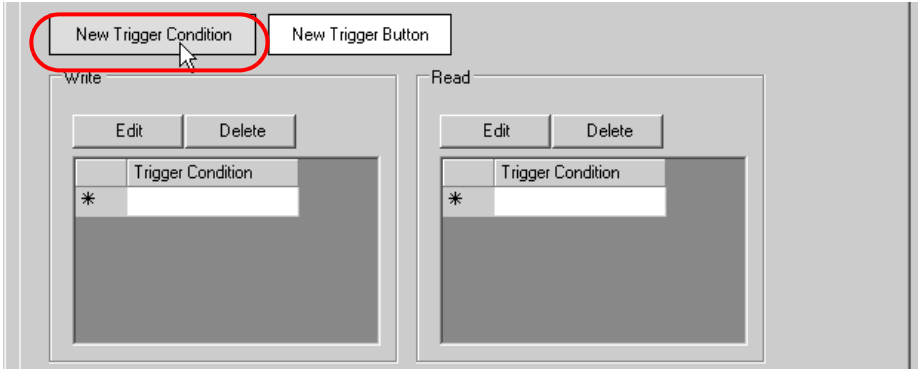 New Trigger Condition New Trigger Button
Write Read
Edit Delete Edit Delete
Trigger Condition Trigger Condition
* *